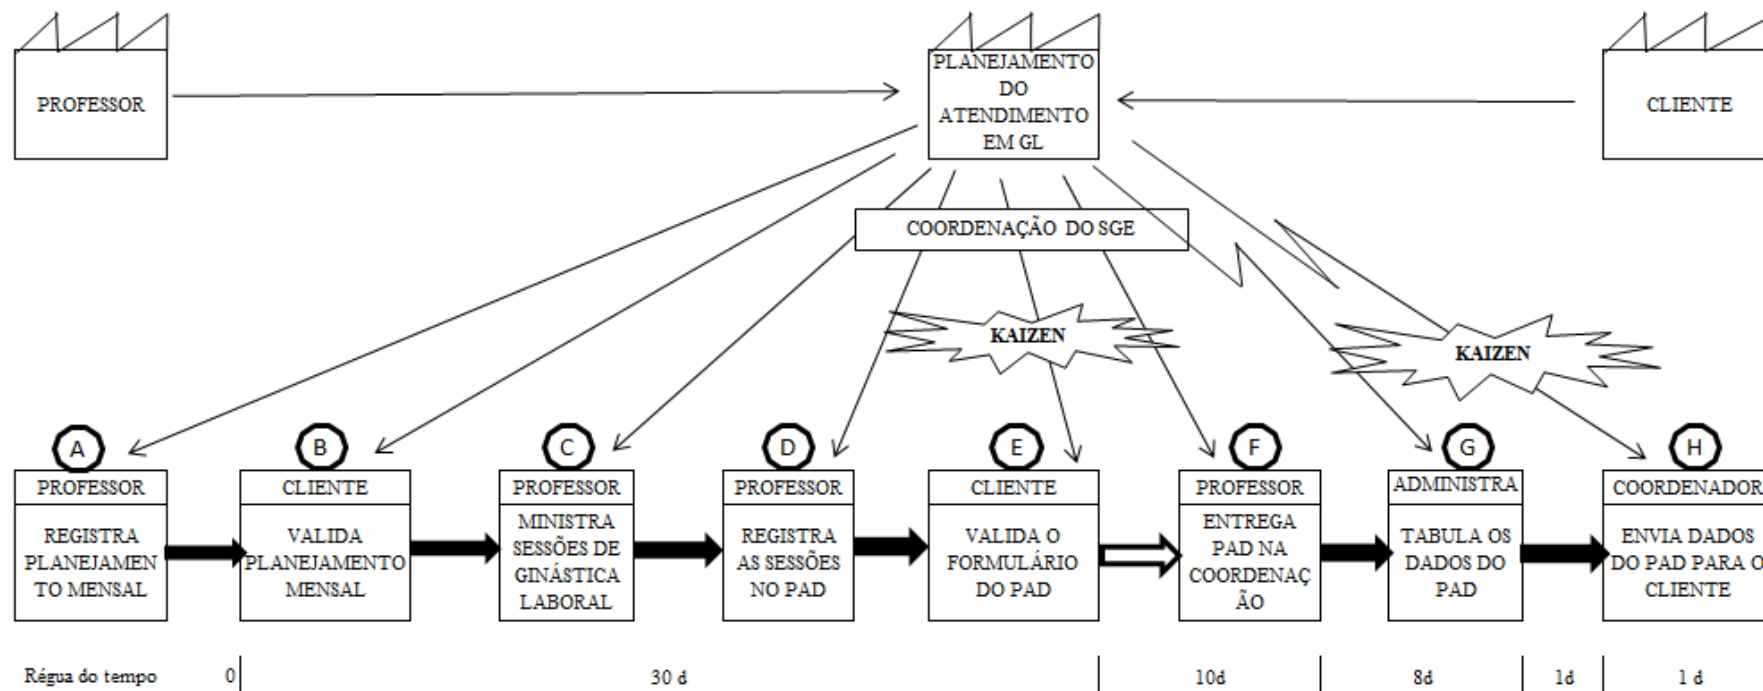 PROFESSOR
PLANEJAMENTO
DO
ATENDIMENTO
EM GL
CLIENTE
COORDENAÇÃO DO SGE
KAIZEN
KAIZEN
A
B
C
D
E
F
G
H
PROFESSOR
REGISTRA
PLANEJAMEN
TO MENSAL
CLIENTE
VALIDA
PLANEJAMENTO
MENSAL
PROFESSOR
MINISTRA
SESSÕES DE
GINÁSTICA
LABORAL
PROFESSOR
REGISTRA
AS SESSÕES
NO PAD
CLIENTE
VALIDA O
FORMULÁRIO
DO PAD
PROFESSOR
ENTREGA
PAD NA
COORDENAÇ
ÃO
ADMINISTRA
TABULA OS
DADOS DO
PAD
COORDENADOR
ENVIA DADOS
DO PAD PARA O
CLIENTE
Régua do tempo 0 30 d 10d 8d 1d 1 d